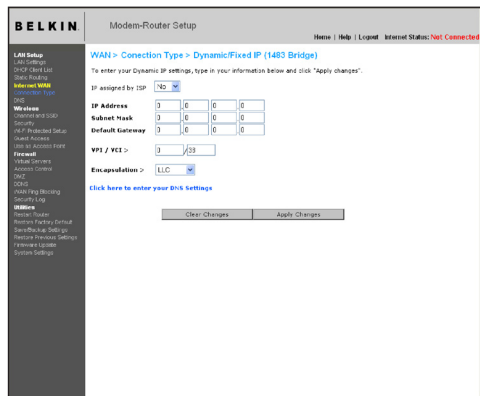 BELKIN.
Modem-Router Setup
Home | Help | Logout Internet Status: Not Connected
LAN Setup
LAN Settings
DHCP Client List
Static Routing
Internet WAN
Connection Type
DNS
Wireless
Channel and SSID
Security
Wi-Fi Protected Setup
Guest Access
Use as Access Point
Firewall
Virtual Servers
Access Control
DMZ
DDNS
WAN Ping Blocking
Security Log
Utilities
Restart Router
Restore Factory Default
Save/Backup Settings
Restore Previous Settings
Firmware Update
System Settings
WAN > Conection Type > Dynamic/Fixed IP (1483 Bridge)
To enter your Dynamic IP settings, type in your information below and click "Apply changes".
IP assigned by ISP No
IP Address 0 .0 .0 .0
Subnet Mask 0 .0 .0 .0
Default Gateway 0 .0 .0 .0
VPI / VCI > 0 /38
Encapsulation > LLC
Click here to enter your DNS Settings
Clear Changes Apply Changes